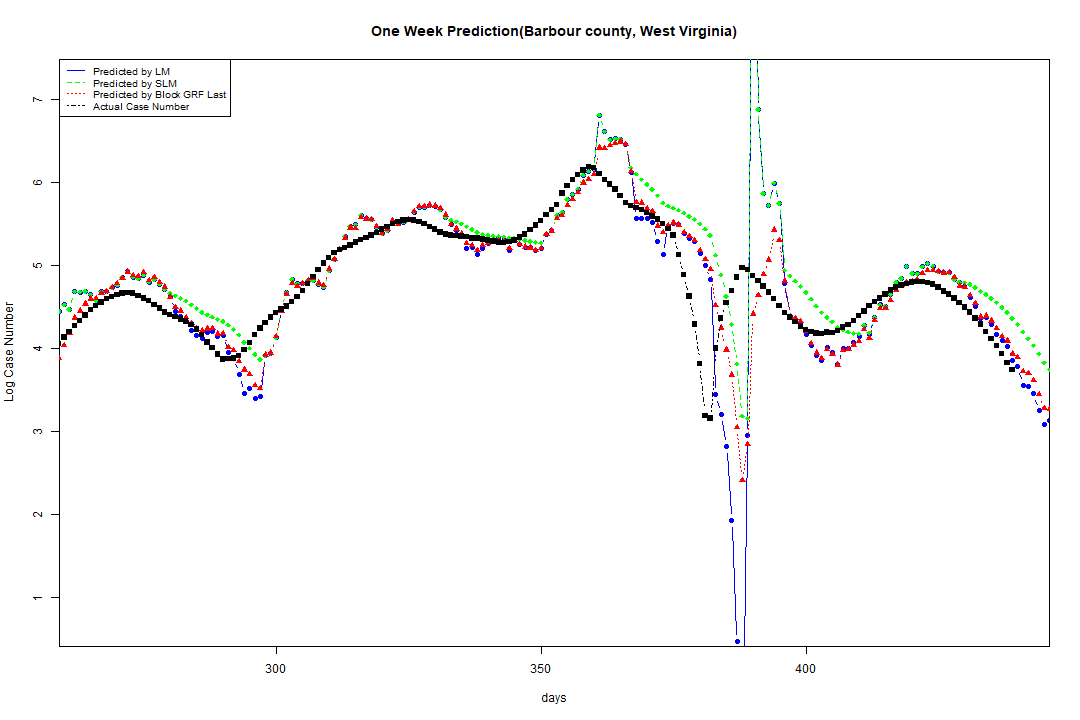 One Week Prediction(Barbour county, West Virginia)
Predicted by LM
Predicted by SLM
Predicted by Block GRF Last
Actual Case Number
7
6
5
4
3
2
1
Log Case Number
300
350
400
days